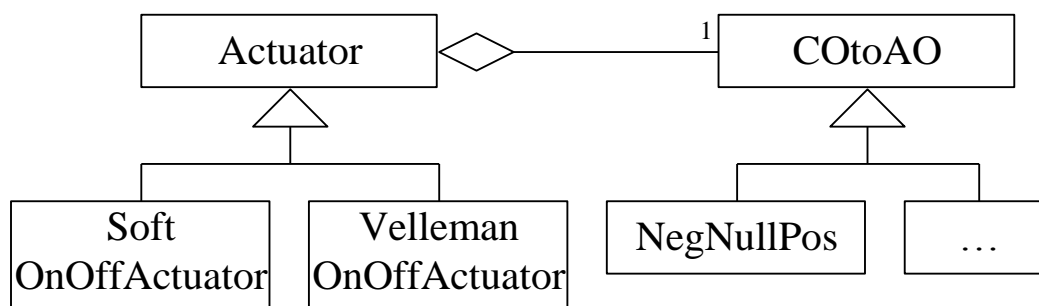 Actuator
1
COtoAO
Soft
OnOffActuator
Velleman
OnOffActuator
NegNullPos
…